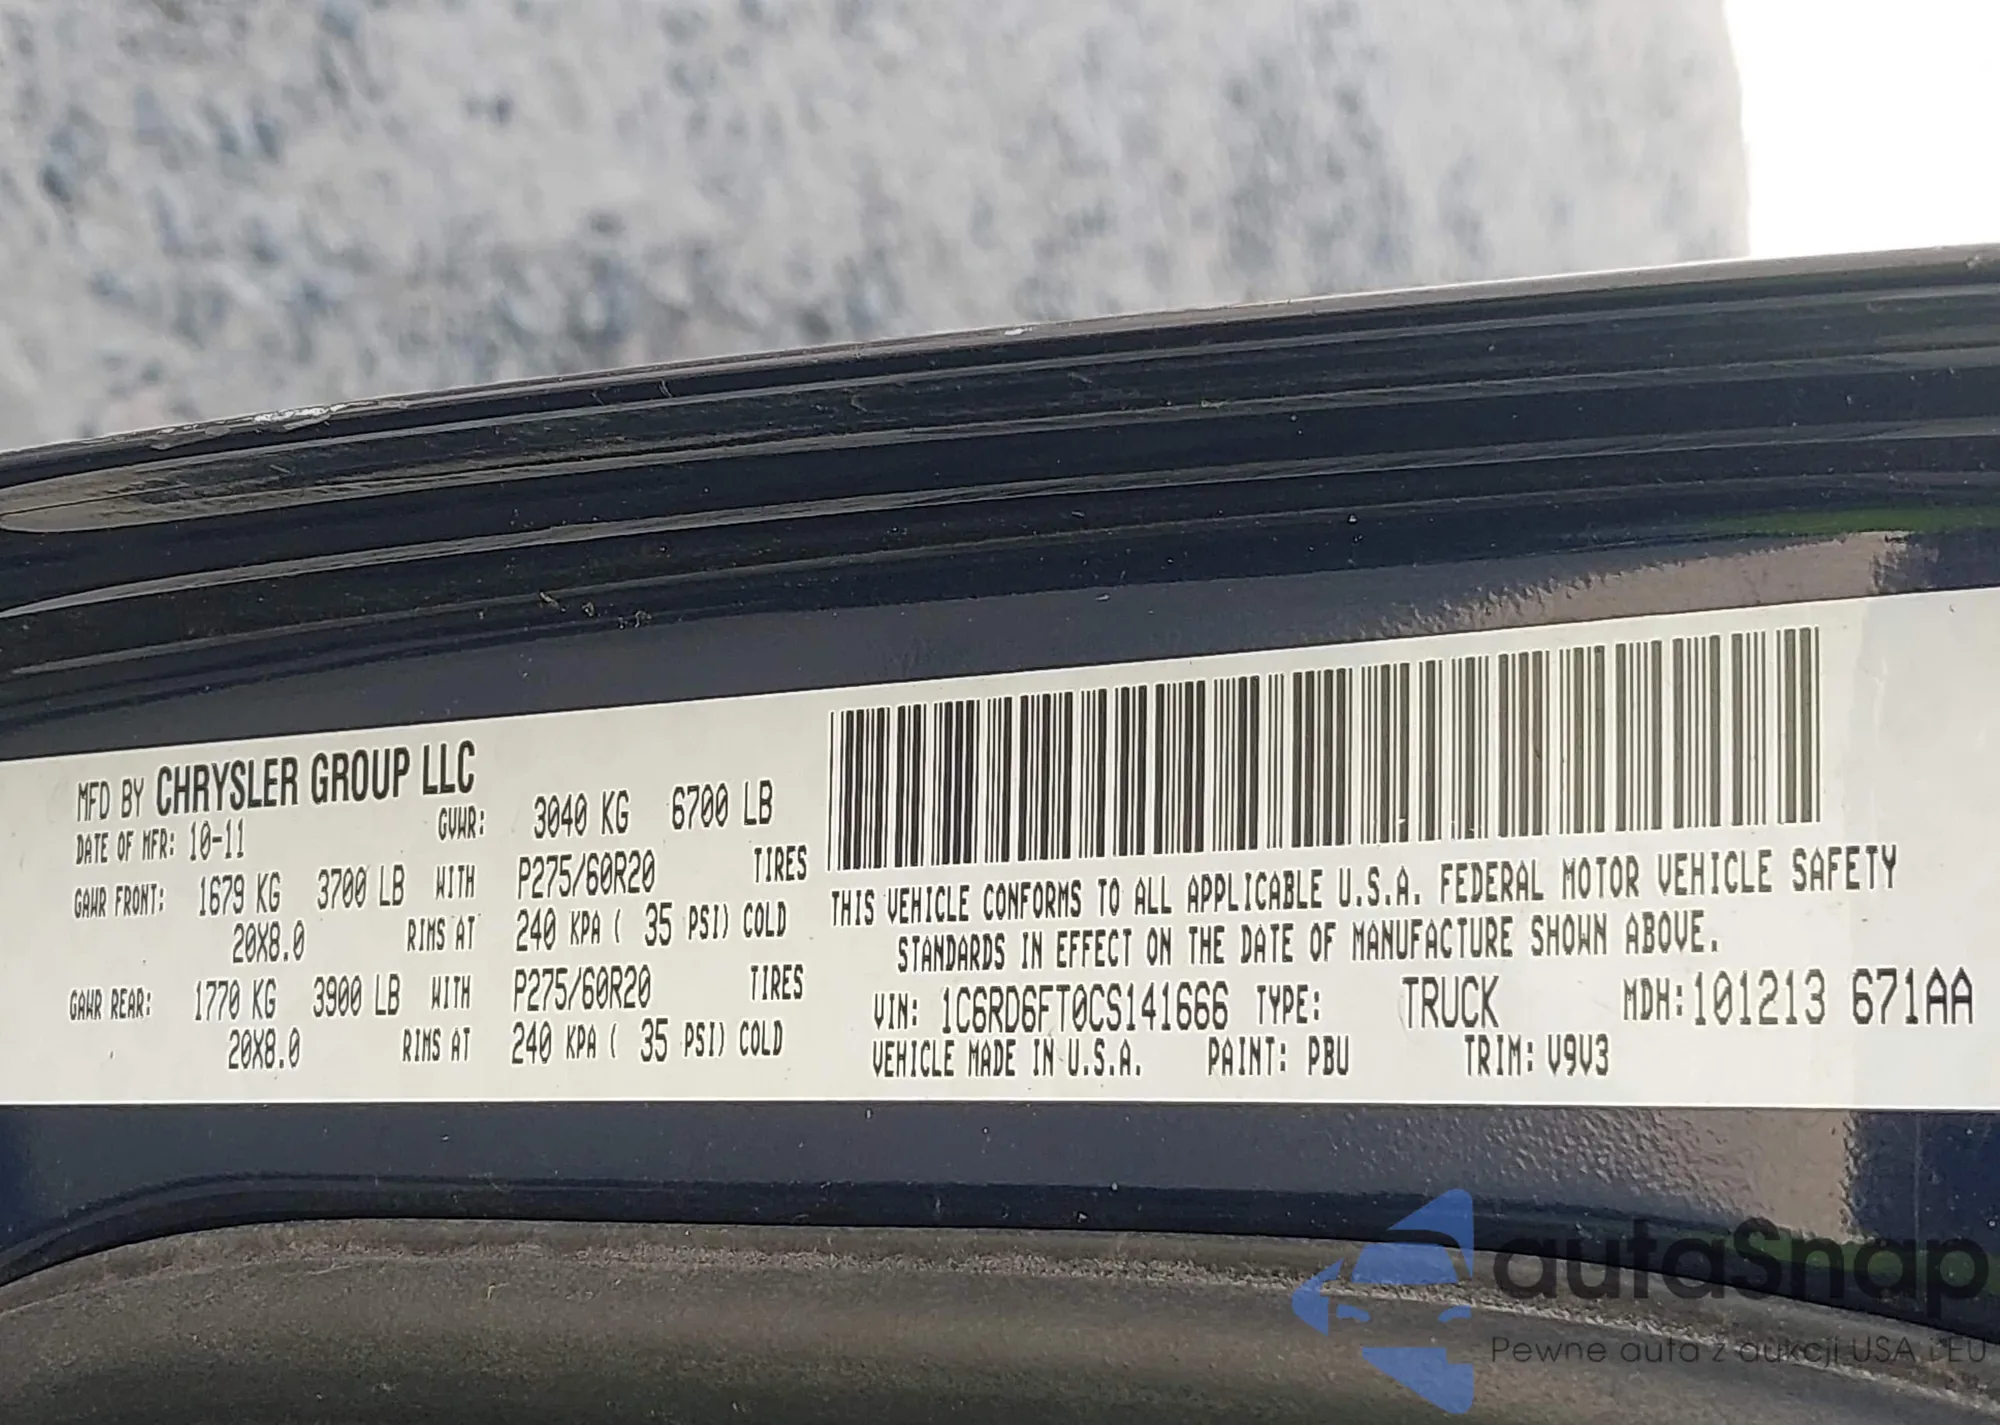 MFD BY CHRYSLER GROUP LLC
DATE OF MFR: 10-11 GVWR: 3040 KG 6700 LB
GAWR FRONT: 1679 KG 3700 LB WITH P275/60R20 TIRES
20X8.0 RIMS AT 240 KPA ( 35 PSI) COLD
GAWR REAR: 1770 KG 3900 LB WITH P275/60R20 TIRES
20X8.0 RIMS AT 240 KPA ( 35 PSI) COLD
THIS VEHICLE CONFORMS TO ALL APPLICABLE U.S.A. FEDERAL MOTOR VEHICLE SAFETY
STANDARDS IN EFFECT ON THE DATE OF MANUFACTURE SHOWN ABOVE.
VIN: 1C6RD6FT0CS141666 TYPE: TRUCK MDH:101213 671AA
VEHICLE MADE IN U.S.A. PAINT: PBU TRIM: V9V3
autaSnap
Pewne auta z aukcji USA i EU